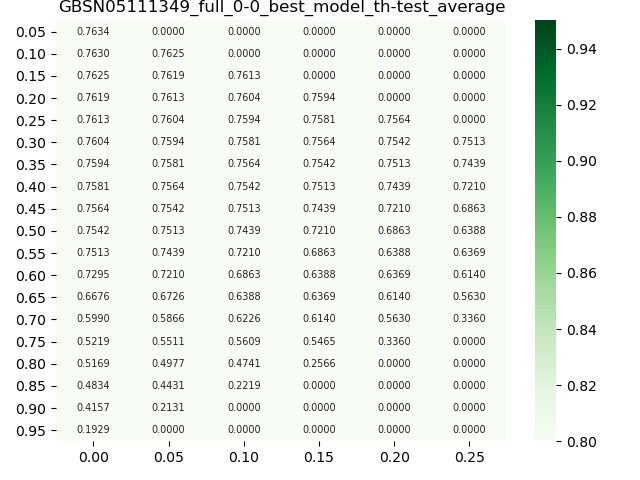 GBSN05111349_full_0-0_best_model_th-test_average
0.05 0.7634 0.0000 0.0000 0.0000 0.0000 0.0000
0.10 0.7630 0.7625 0.0000 0.0000 0.0000 0.0000
0.15 0.7625 0.7619 0.7613 0.0000 0.0000 0.0000
0.20 0.7619 0.7613 0.7604 0.7594 0.0000 0.0000
0.25 0.7613 0.7604 0.7594 0.7581 0.7564 0.0000
0.30 0.7604 0.7594 0.7581 0.7564 0.7542 0.7513
0.35 0.7594 0.7581 0.7564 0.7542 0.7513 0.7439
0.40 0.7581 0.7564 0.7542 0.7513 0.7439 0.7210
0.45 0.7564 0.7542 0.7513 0.7439 0.7210 0.6863
0.50 0.7542 0.7513 0.7439 0.7210 0.6863 0.6388
0.55 0.7513 0.7439 0.7210 0.6863 0.6388 0.6369
0.60 0.7295 0.7210 0.6863 0.6388 0.6369 0.6140
0.65 0.6676 0.6726 0.6388 0.6369 0.6140 0.5630
0.70 0.5990 0.5866 0.6226 0.6140 0.5630 0.3360
0.75 0.5219 0.5511 0.5609 0.5465 0.3360 0.0000
0.80 0.5169 0.4977 0.4741 0.2566 0.0000 0.0000
0.85 0.4834 0.4431 0.2219 0.0000 0.0000 0.0000
0.90 0.4157 0.2131 0.0000 0.0000 0.0000 0.0000
0.95 0.1929 0.0000 0.0000 0.0000 0.0000 0.0000
0.00 0.05 0.10 0.15 0.20 0.25
0.94
0.92
0.90
0.88
0.86
0.84
0.82
0.80